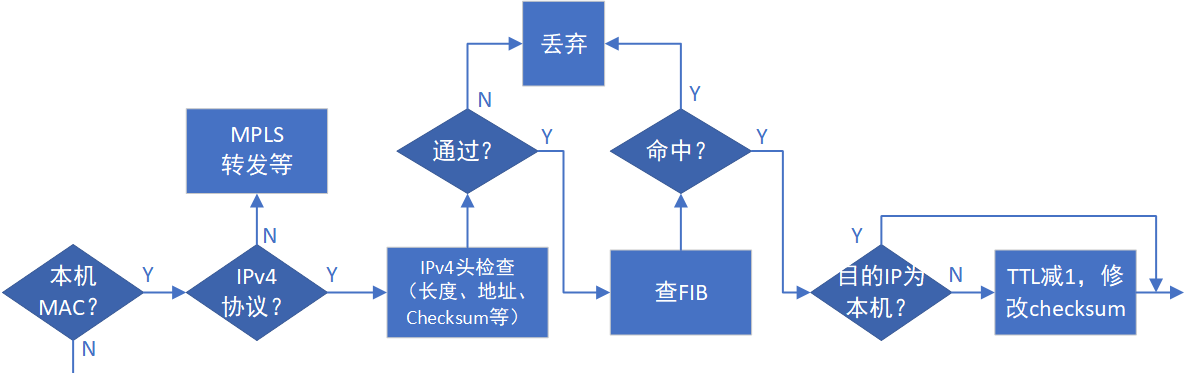 丢弃
N
Y
MPLS
转发等
通过?
Y
命中?
Y
N
Y
本机
MAC?
Y
IPv4
协议?
Y
IPv4头检查
(长度、地址、
Checksum等)
查FIB
目的IP为
本机?
N
TTL减1,修
改checksum
N